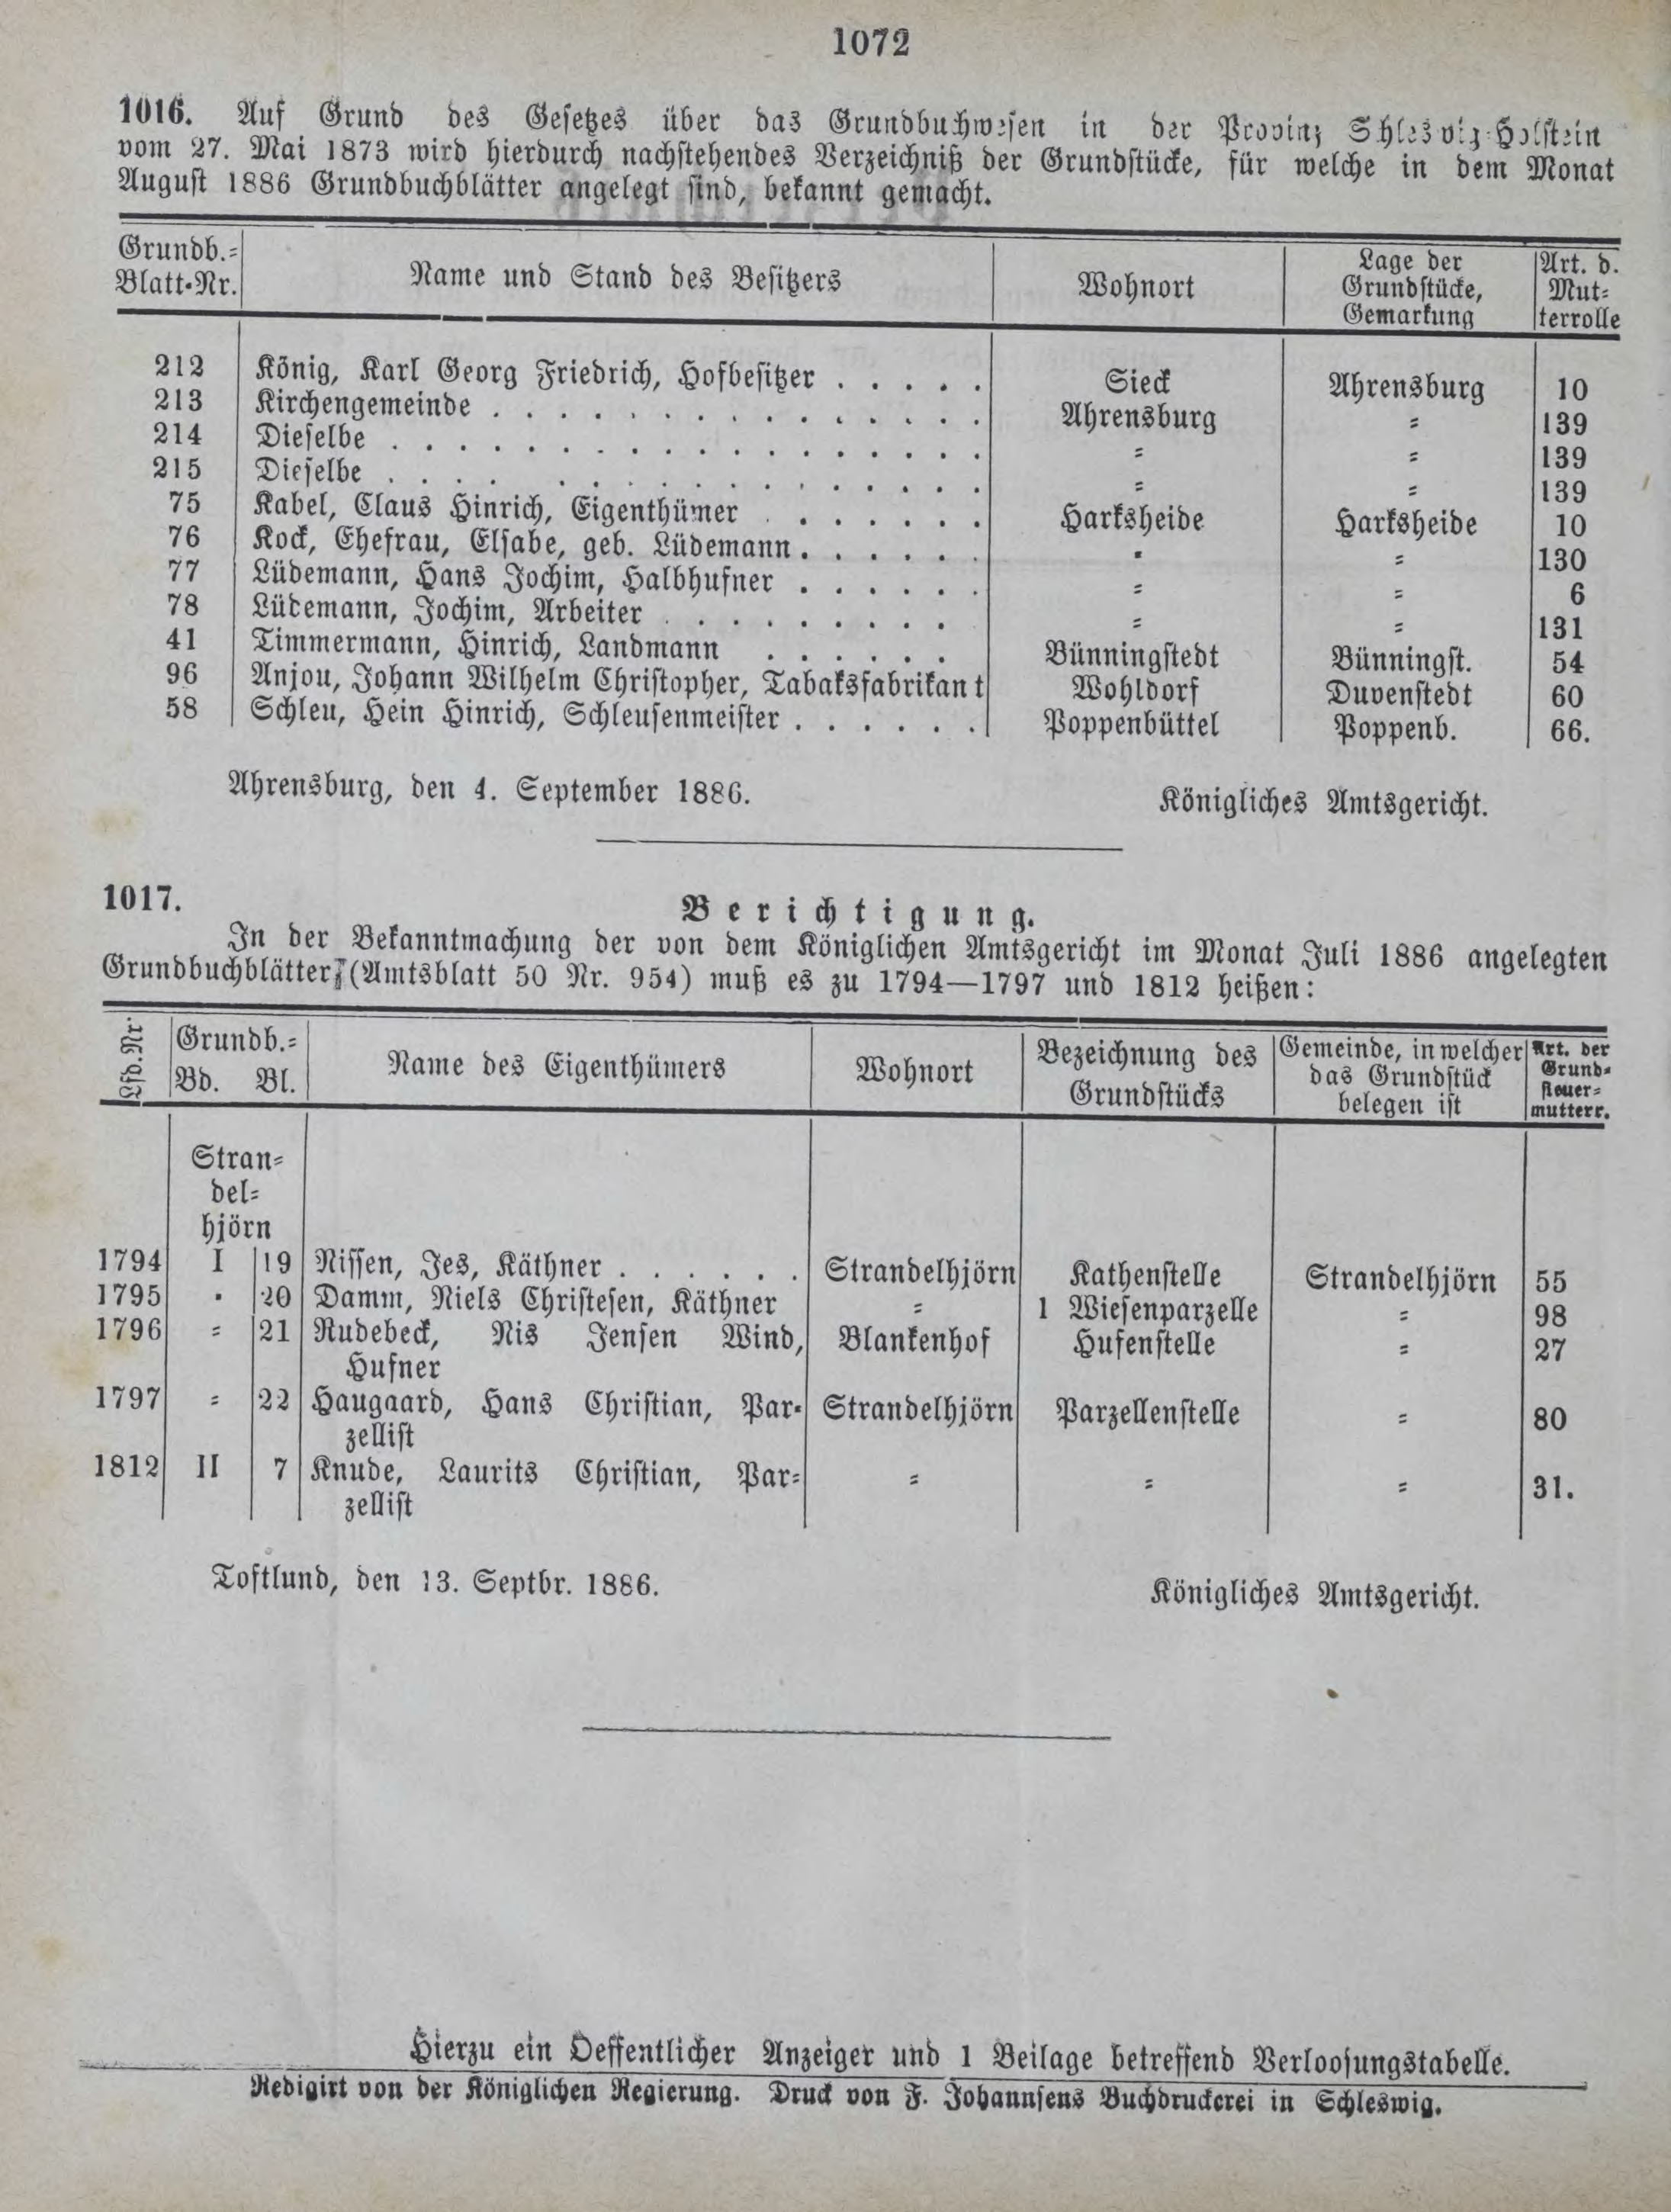 1072
1016. Auf Grund des Gesetzes über das Grundbuchwesen in der Provinz Schleswig-Holstein
vom 27. Mai 1873 wird hierdurch nachstehendes Verzeichniß der Grundstücke, für welche in dem Monat
August 1886 Grundbuchblätter angelegt sind, bekannt gemacht.
Grundb.= Blatt-Nr. Name und Stand des Besitzers Wohnort Lage der Grundstücke, Gemarkung Art. d. Mut= terrolle
212 König, Karl Georg Friedrich, Hofbesitzer . . . . . Sieck Ahrensburg 10
213 Kirchengemeinde . . . . . . . . . . . . . . . Ahrensburg = 139
214 Dieselbe . . . . . . . . . . . . . . . . . . = = 139
215 Dieselbe . . . . . . . . . . . . . . . . . = = 139
75 Kabel, Claus Hinrich, Eigenthümer . . . . . . . Harksheide Harksheide 10
76 Kock, Ehefrau, Elsabe, geb. Lüdemann . . . . . . = = 130
77 Lüdemann, Hans Jochim, Halbhufner . . . . . . = = 6
78 Lüdemann, Jochim, Arbeiter . . . . . . . . . = = 131
41 Timmermann, Hinrich, Landmann . . . . . . Bünningstedt Bünningst. 54
96 Anjou, Johann Wilhelm Christopher, Tabaksfabrikant Wohldorf Duvenstedt 60
58 Schleu, Hein Hinrich, Schleusenmeister . . . . . . Poppenbüttel Poppenb. 66.
Ahrensburg, den 4. September 1886. Königliches Amtsgericht.
1017. Berichtigung.
In der Bekanntmachung der von dem Königlichen Amtsgericht im Monat Juli 1886 angelegten
Grundbuchblätter, (Amtsblatt 50 Nr. 954) muß es zu 1794—1797 und 1812 heißen:
Lfd. Nr. Grundb.= Bd. Bl. Name des Eigenthümers Wohnort Bezeichnung des Grundstücks Gemeinde, in welcher das Grundstück belegen ist Art. der Grund= steuer= mutterr.
Stran=
del=
hjörn
1794 I 19 Nissen, Jes, Käthner . . . . . . Strandelhjörn Kathenstelle Strandelhjörn 55
1795 = 20 Damm, Niels Christesen, Käthner = 1 Wiesenparzelle = 98
1796 = 21 Rudebeck, Nis Jensen Wind, Blankenhof Hufenstelle = 27
Hufner
1797 = 22 Haugaard, Hans Christian, Par= Strandelhjörn Parzellenstelle = 80
zellist
1812 II 7 Knude, Laurits Christian, Par= = = = 31.
zellist
Toftlund, den 13. Septbr. 1886. Königliches Amtsgericht.
Hierzu ein Oeffentlicher Anzeiger und 1 Beilage betreffend Verloosungstabelle.
Redigirt von der Königlichen Regierung. Druck von F. Johannsens Buchdruckerei in Schleswig.